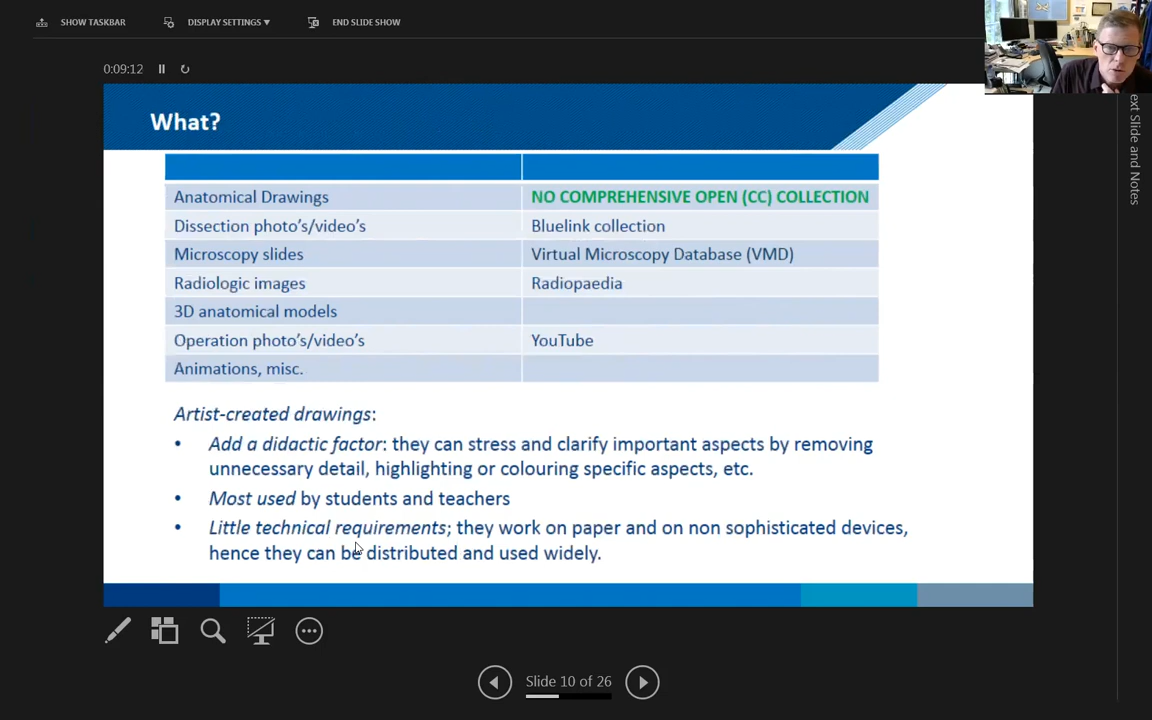 SHOW TASKBAR DISPLAY SETTINGS ▾ END SLIDE SHOW
0:09:12
What?
Anatomical Drawings NO COMPREHENSIVE OPEN (CC) COLLECTION
Dissection photo's/video's Bluelink collection
Microscopy slides Virtual Microscopy Database (VMD)
Radiologic images Radiopaedia
3D anatomical models
Operation photo's/video's YouTube
Animations, misc.
Artist-created drawings:
• Add a didactic factor: they can stress and clarify important aspects by removing
unnecessary detail, highlighting or colouring specific aspects, etc.
• Most used by students and teachers
• Little technical requirements; they work on paper and on non sophisticated devices,
hence they can be distributed and used widely.
Slide 10 of 26
ext Slide and Notes